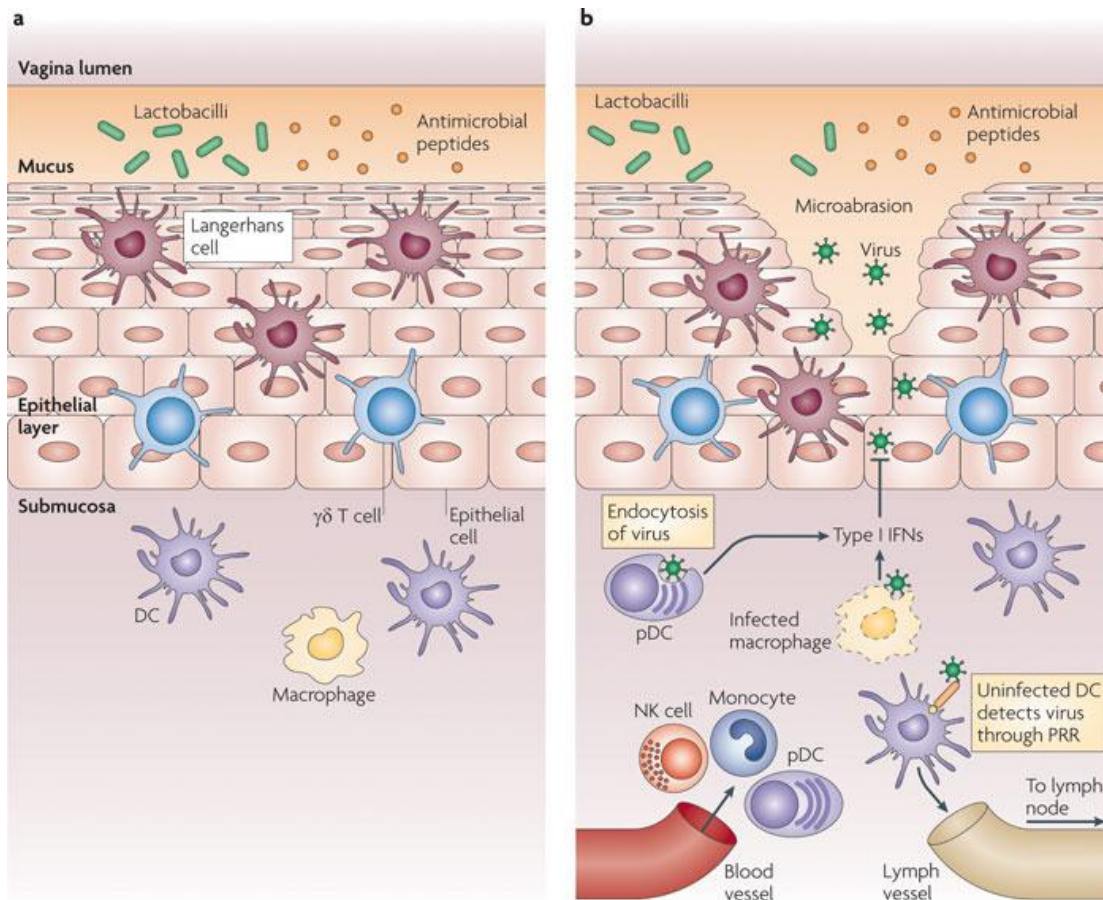 a
Vagina lumen
Lactobacilli
Antimicrobial
peptides
Mucus
Langerhans
cell
Epithelial
layer
Submucosa
γδ T cell
Epithelial
cell
DC
Macrophage
b
Lactobacilli
Antimicrobial
peptides
Microabrasion
Virus
Endocytosis
of virus
Type I IFNs
pDC
Infected
macrophage
Uninfected DC
detects virus
through PRR
NK cell
Monocyte
pDC
To lymph
node
Blood
vessel
Lymph
vessel